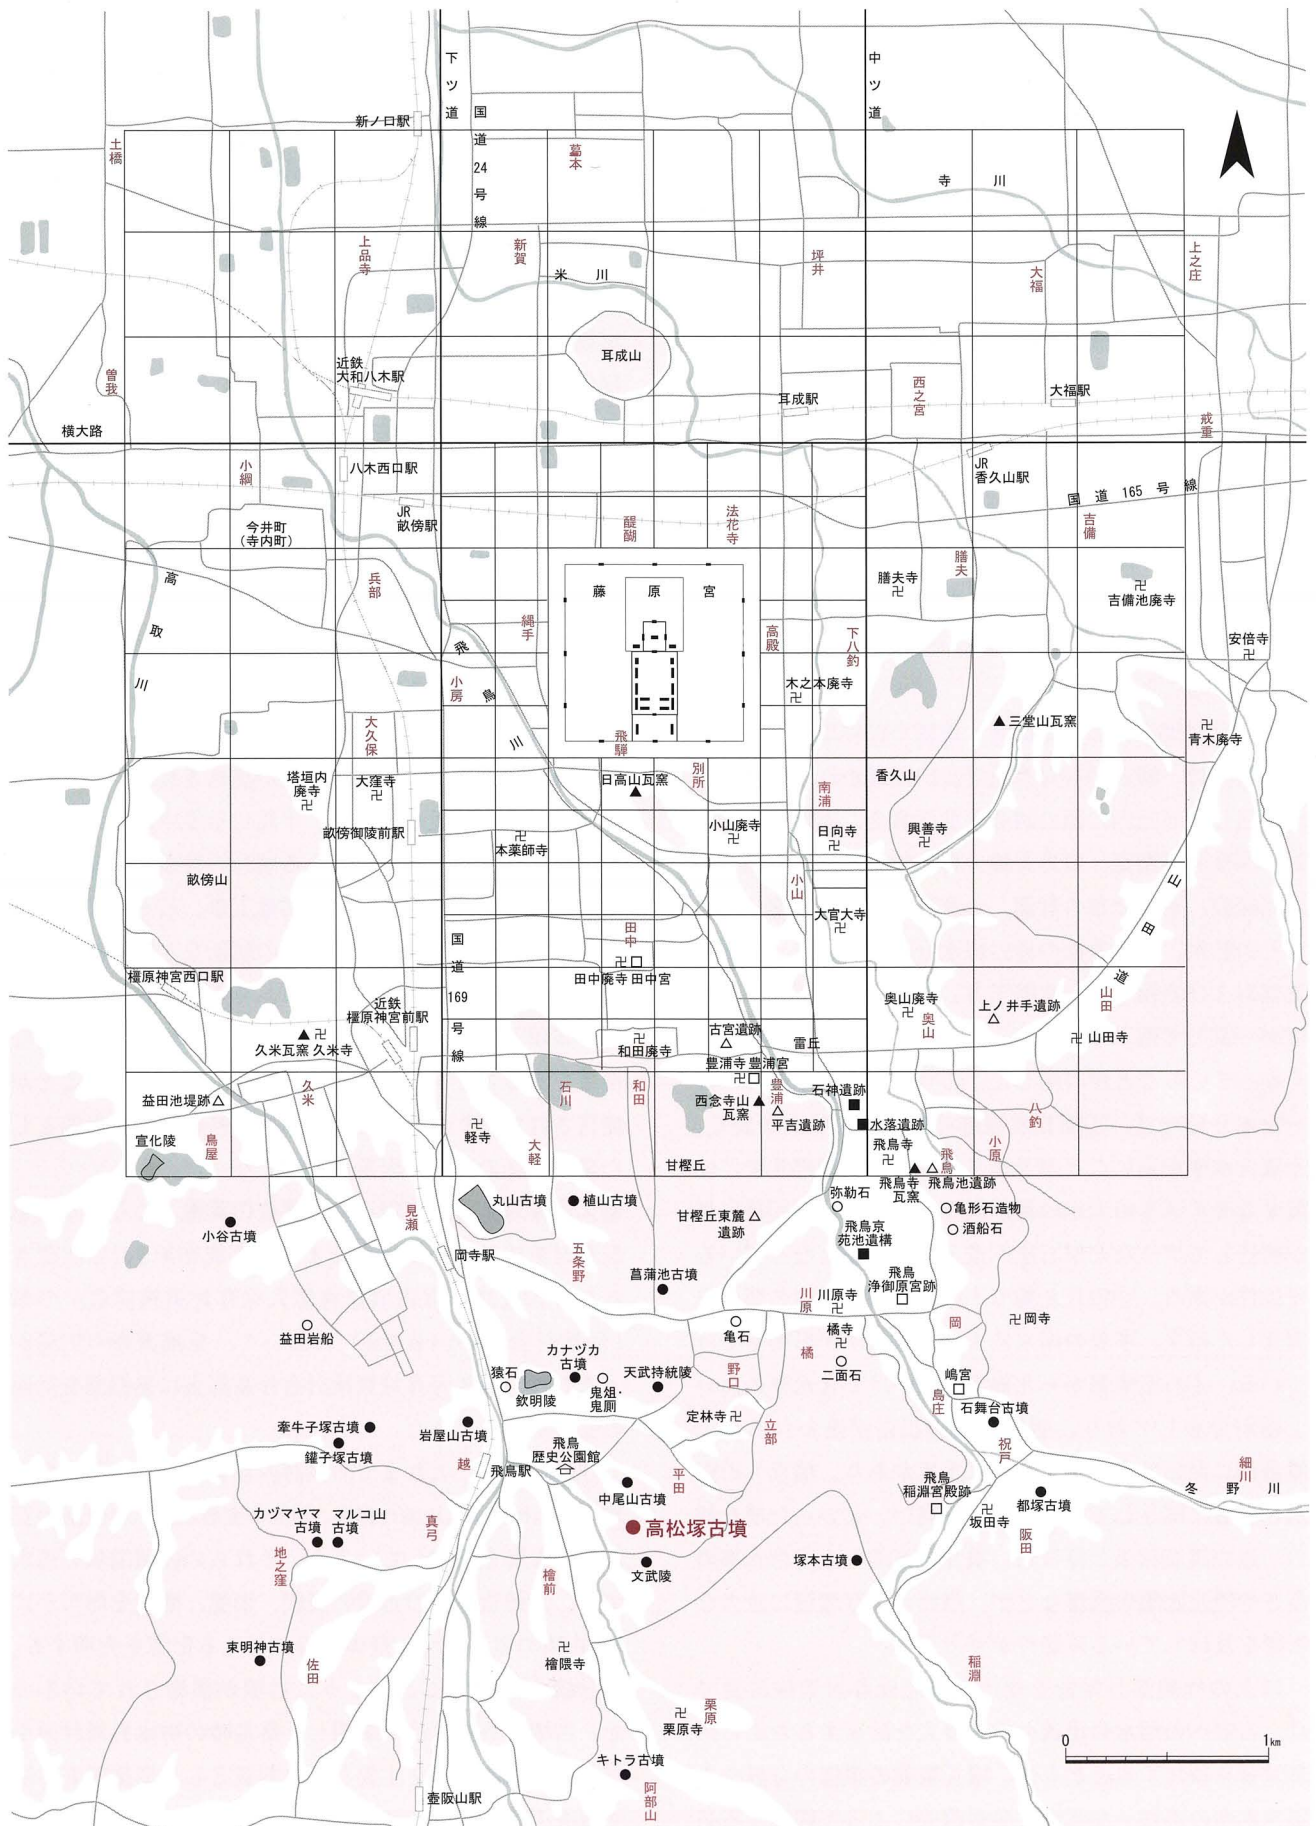 下ツ道
中ツ道
国道24号線
新ノ口駅
土橋
葛本
寺川
上品寺
新賀
米川
坪井
大福
上之庄
耳成山
近鉄
大和八木駅
曽我
耳成駅
西之宮
大福駅
戒重
横大路
小綱
八木西口駅
JR
香久山駅
国道165号線
JR
畝傍駅
醍醐
法花寺
吉備
今井町
(寺内町)
高取川
兵部
縄手
藤原宮
高殿
下八釣
膳夫寺
膳夫
吉備池廃寺
安倍寺
飛鳥川
小房
木之本廃寺
大久保
飛騨
三堂山瓦窯
青木廃寺
塔垣内
廃寺
大窪寺
日高山瓦窯
別所
南浦
香久山
畝傍御陵前駅
本薬師寺
小山廃寺
日向寺
興善寺
畝傍山
小山
山田道
大官大寺
田中
国道169号線
橿原神宮西口駅
田中廃寺 田中宮
近鉄
橿原神宮前駅
奥山廃寺
奥山
上ノ井手遺跡
山田
山田寺
久米瓦窯 久米寺
和田廃寺
古宮遺跡
雷丘
豊浦寺 豊浦宮
益田池堤跡
久米
石川
和田
西念寺山
瓦窯
豊浦
平吉遺跡
石神遺跡
水落遺跡
八釣
宣化陵
鳥屋
軽寺
大軽
甘樫丘
飛鳥寺
飛鳥
小原
飛鳥寺
瓦窯
飛鳥池遺跡
丸山古墳
植山古墳
弥勒石
亀形石造物
酒船石
小谷古墳
見瀬
甘樫丘東麓
遺跡
飛鳥京
苑池遺構
岡寺駅
五条野
菖蒲池古墳
飛鳥
浄御原宮跡
川原
川原寺
益田岩船
亀石
橘寺
橘
二面石
岡
岡寺
カナヅカ
古墳
猿石
欽明陵
鬼俎・
鬼厠
天武持統陵
野口
嶋宮
島庄
石舞台古墳
牽牛子塚古墳
鑵子塚古墳
岩屋山古墳
定林寺
立部
祝戸
細川
冬野川
越
飛鳥駅
飛鳥
歴史公園館
中尾山古墳
平田
飛鳥
稲淵宮殿跡
坂田寺
都塚古墳
阪田
カヅマヤマ
古墳
マルコ山
古墳
真弓
高松塚古墳
地之窪
檜前
文武陵
塚本古墳
束明神古墳
佐田
檜隈寺
稲淵
栗原
栗原寺
キトラ古墳
阿部山
壺阪山駅
0 1km